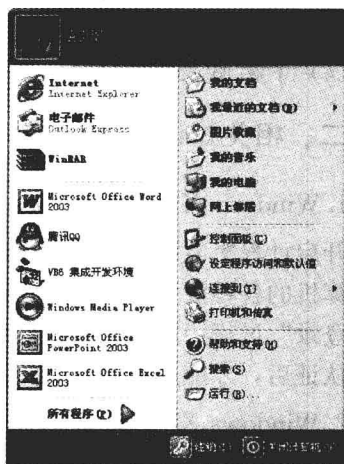 Internet
Internet Explorer
电子邮件
Outlook Express
WinRAR
Microsoft Office Word
2003
腾讯QQ
VB6 集成开发环境
Windows Media Player
Microsoft Office
PowerPoint 2003
Microsoft Office Excel
2003
所有程序(P)
我的文档
我最近的文档(D)
图片收藏
我的音乐
我的电脑
网上邻居
控制面板(C)
设定程序访问和默认值
连接到(T)
打印机和传真
帮助和支持(H)
搜索(S)
运行(R)...
注销(L)
关闭计算机(U)